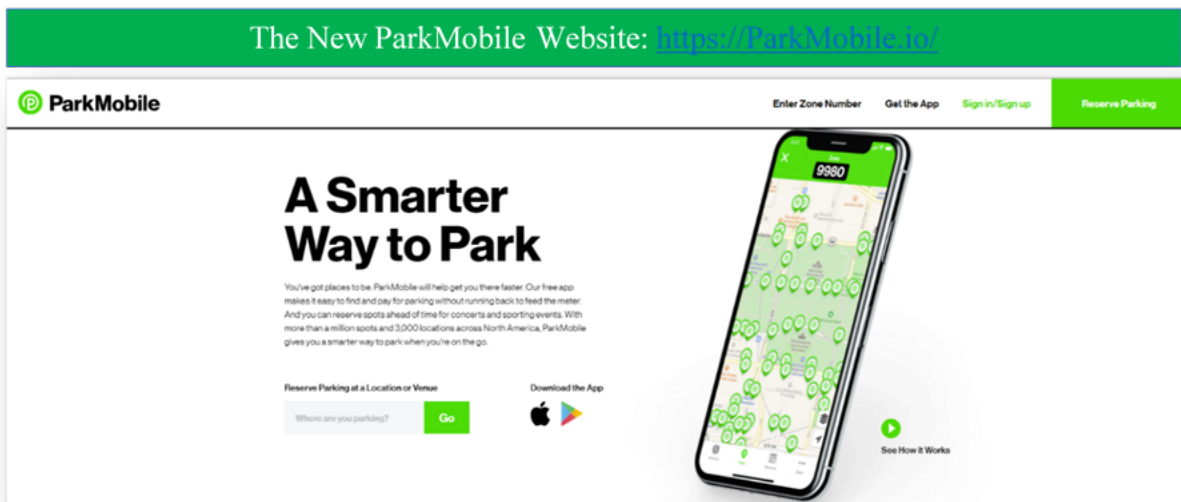 The New ParkMobile Website: https://ParkMobile.io/
ParkMobile
Enter Zone Number
Get the App
Sign in/Sign up
Reserve Parking
A Smarter
Way to Park
You've got places to be. ParkMobile will help get you there faster. Our free app
makes it easy to find and pay for parking without running back to feed the meter.
And you can reserve spots ahead of time for concerts and sporting events. With
more than a million spots and 3,000 locations across North America, ParkMobile
gives you a smarter way to park when you're on the go.
Reserve Parking at a Location or Venue
Where are you parking?
Go
Download the App
Zone
9980
See How it Works